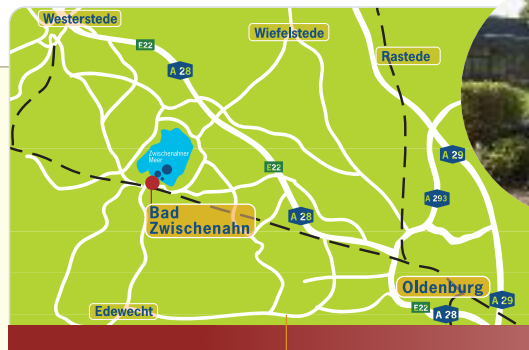 Westerstede
E22
Wiefelstede
A 28
Rastede
Zwischenahner
Meer
A 29
E22
A 293
Bad
Zwischenahn
A 28
Oldenburg
Edewecht
E22
A 28
A 29